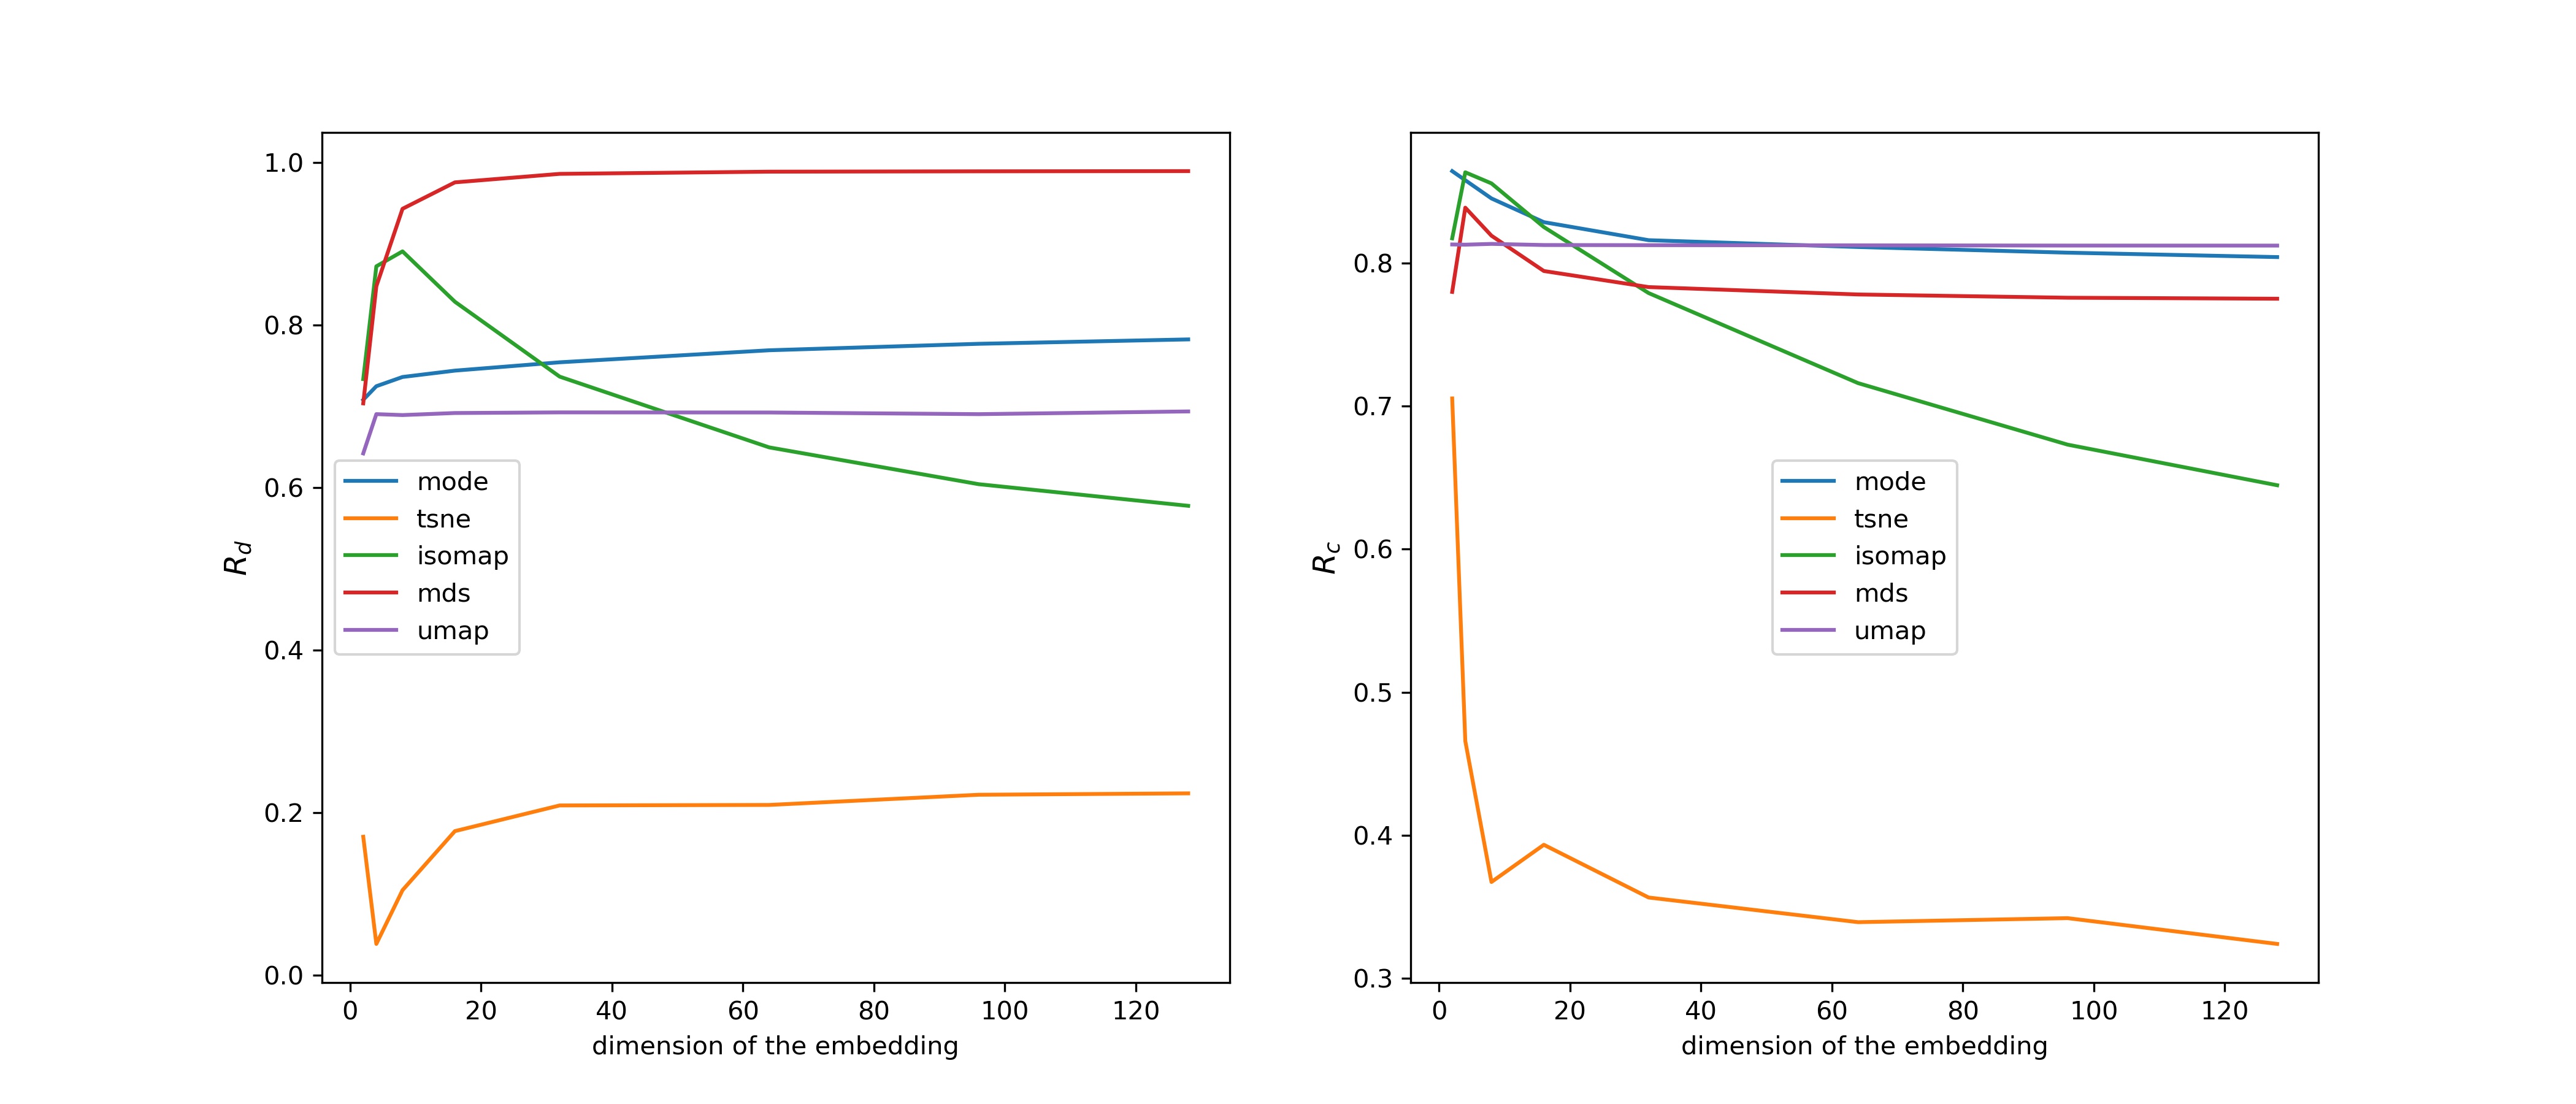 1.0
0.8
0.6
0.4
0.2
0.0
R_d
mode
tsne
isomap
mds
umap
0 20 40 60 80 100 120
dimension of the embedding
0.8
0.7
0.6
0.5
0.4
0.3
R_c
mode
tsne
isomap
mds
umap
0 20 40 60 80 100 120
dimension of the embedding